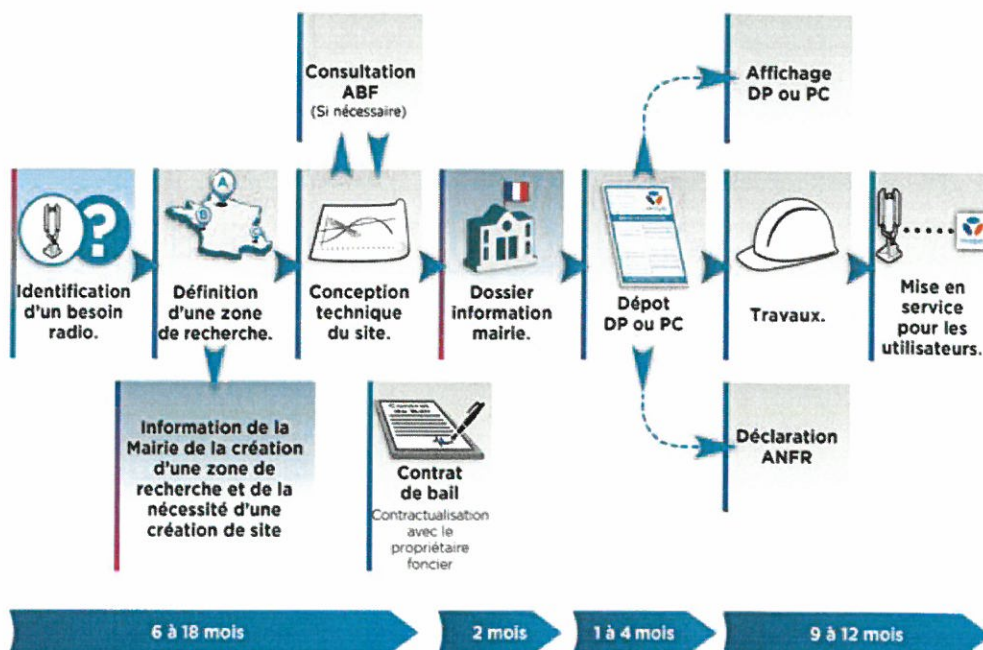 Consultation
ABF
(Si nécessaire)
Affichage
DP ou PC
A
B
C
?
Identification
d'un besoin
radio.
Définition
d'une zone
de recherche.
Conception
technique
du site.
Dossier
information
mairie.
Dépot
DP ou PC
Travaux.
Mise en
service
pour les
utilisateurs.
Information de la
Mairie de la création
d'une zone de
recherche et de la
nécessité d'une
création de site
Contrat
de Bail
Contrat
de bail
Contractualisation
avec le
propriétaire
foncier
Déclaration
ANFR
6 à 18 mois
2 mois
1 à 4 mois
9 à 12 mois